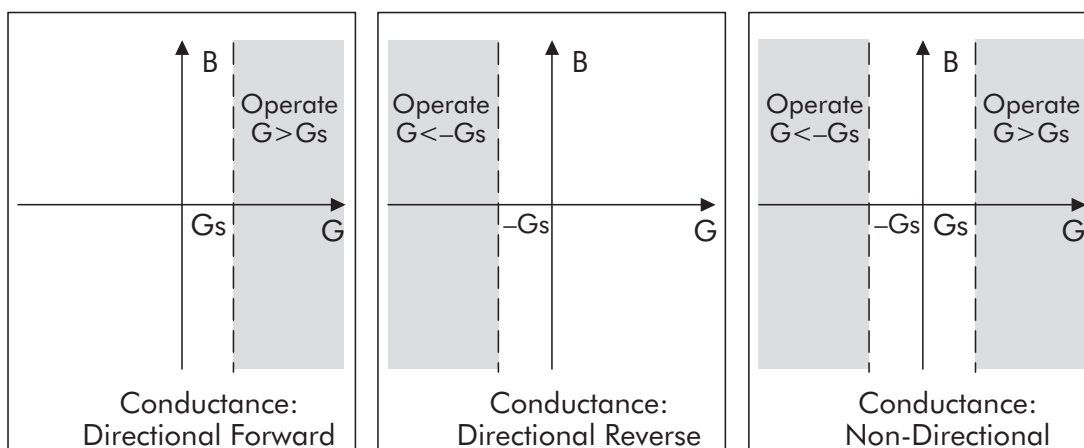 B
Operate
G>Gs
Gs
G
Conductance:
Directional Forward
B
Operate
G<–Gs
–Gs
G
Conductance:
Directional Reverse
B
Operate
G<–Gs
Operate
G>Gs
–Gs
Gs
G
Conductance:
Non-Directional